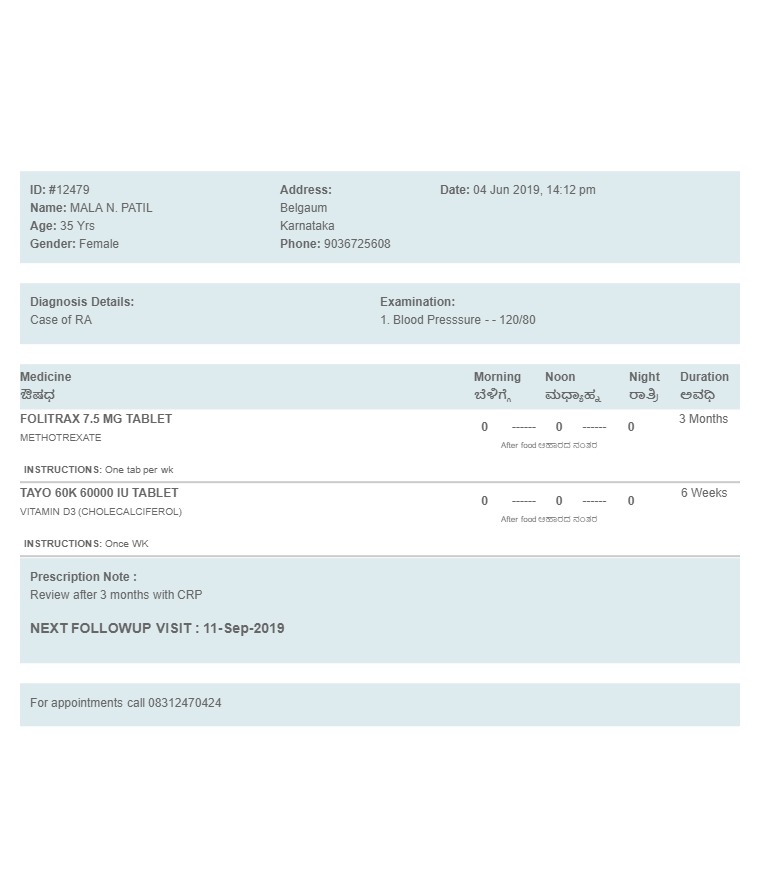 ID: #12479
Name: MALA N. PATIL
Age: 35 Yrs
Gender: Female
Address:
Belgaum
Karnataka
Phone: 9036725608
Date: 04 Jun 2019, 14:12 pm
Diagnosis Details:
Case of RA
Examination:
1. Blood Presssure - - 120/80
Medicine Morning Noon Night Duration
ಔಷಧ ಬೆಳಿಗ್ಗೆ ಮಧ್ಯಾಹ್ನ ರಾತ್ರಿ ಅವಧಿ
FOLITRAX 7.5 MG TABLET 3 Months
0 ------ 0 ------ 0
METHOTREXATE
After food ಆಹಾರದ ನಂತರ
INSTRUCTIONS: One tab per wk
TAYO 60K 60000 IU TABLET 6 Weeks
0 ------ 0 ------ 0
VITAMIN D3 (CHOLECALCIFEROL)
After food ಆಹಾರದ ನಂತರ
INSTRUCTIONS: Once WK
Prescription Note :
Review after 3 months with CRP
NEXT FOLLOWUP VISIT : 11-Sep-2019
For appointments call 08312470424